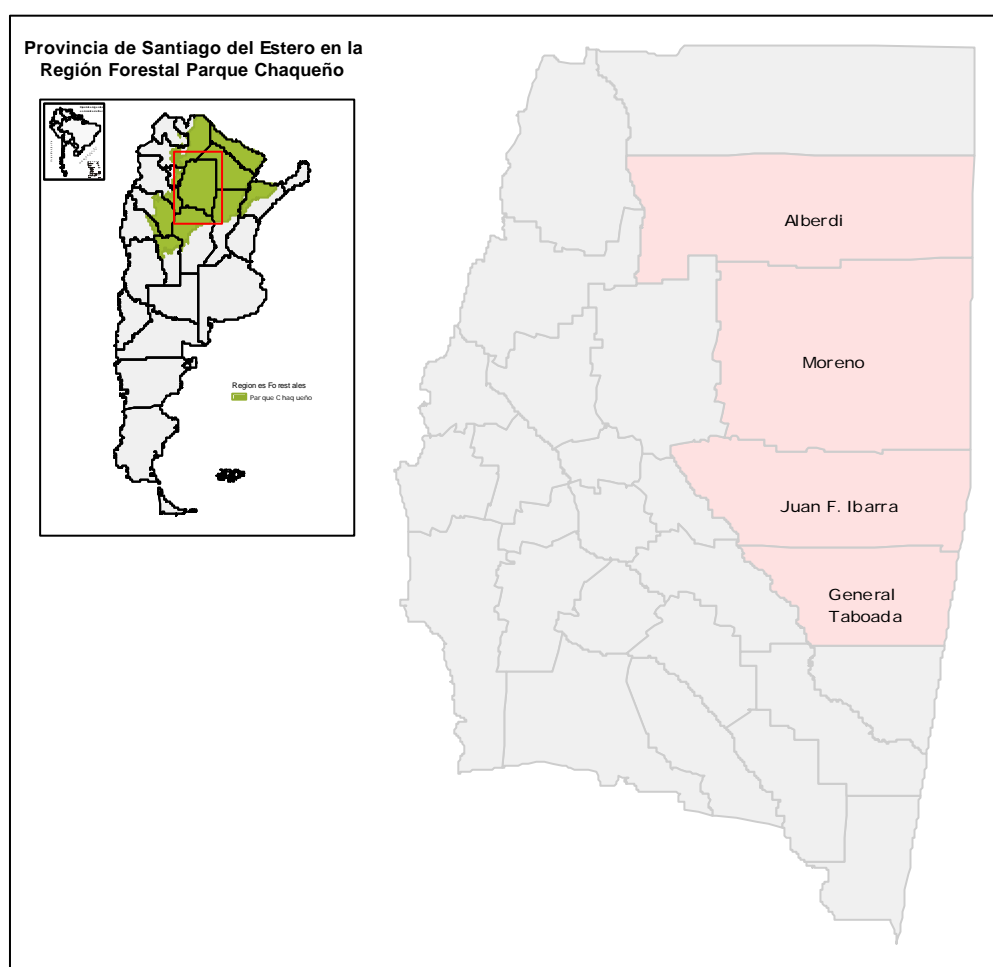 Provincia de Santiago del Estero en la
Región Forestal Parque Chaqueño
Regiones Forestales
Parque Chaqueño
Alberdi
Moreno
Juan F. Ibarra
General
Taboada